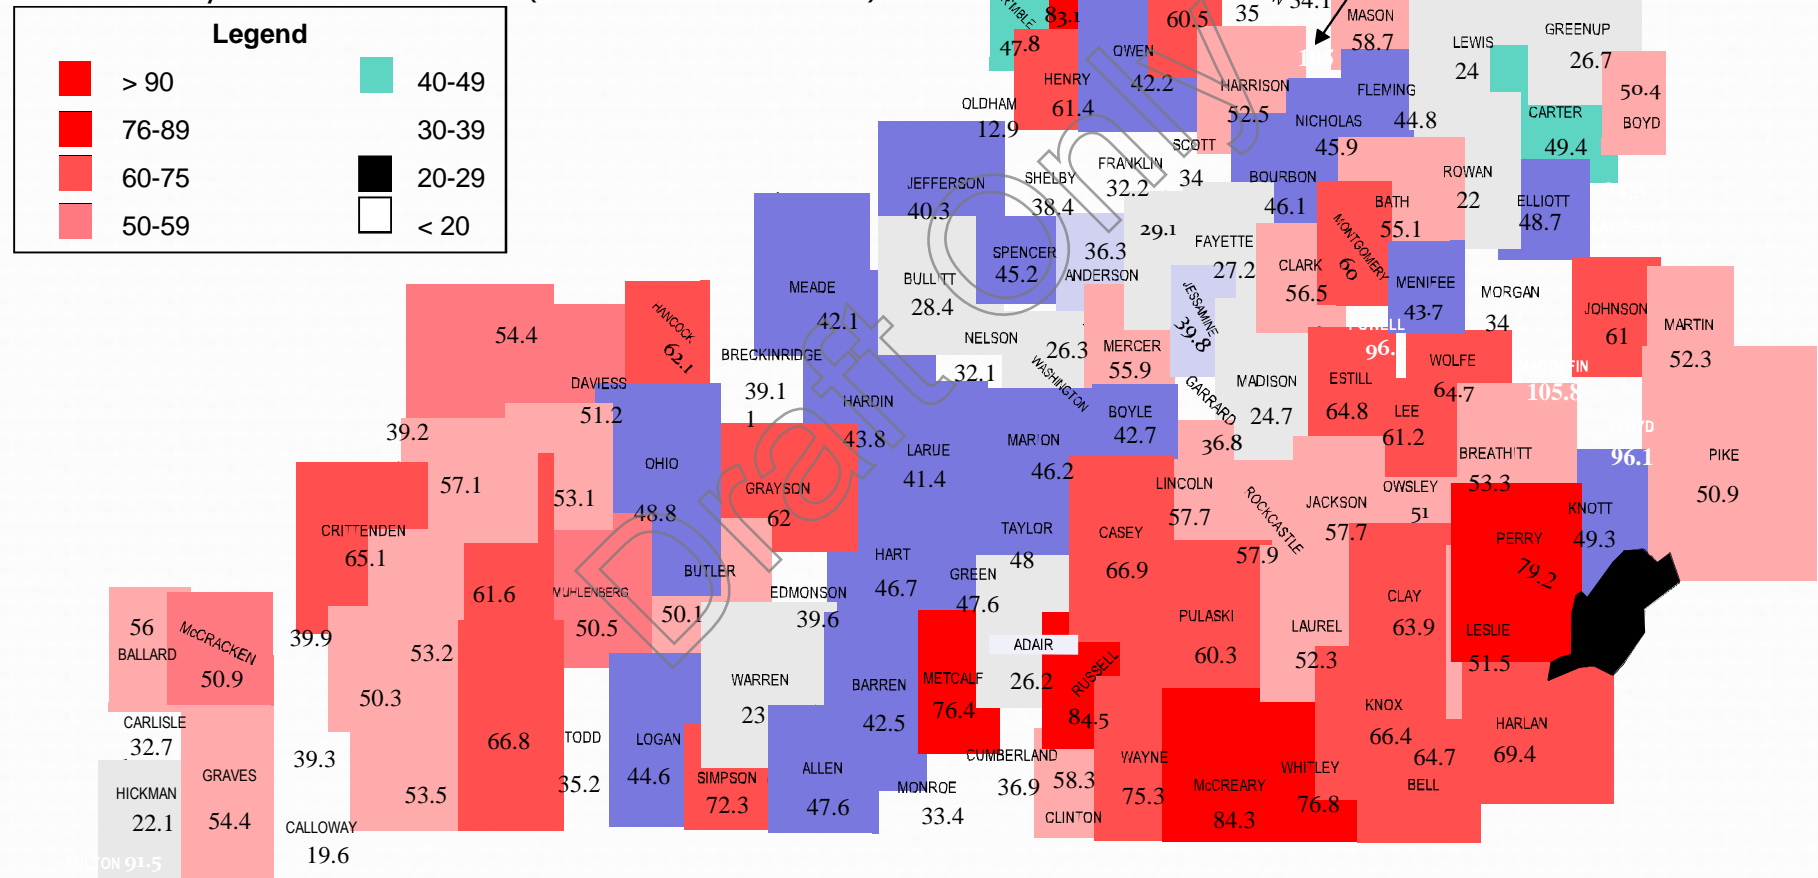 Legend
> 90
76-89
60-75
50-59
40-49
30-39
20-29
< 20
47.8
83.1
HENRY
61.4
OWEN
42.2
60.5
35
34.1
MASON
58.7
HARRISON
52.5
LEWIS
24
GREENUP
26.7
50.4
BOYD
FLEMING
44.8
NICHOLAS
45.9
CARTER
49.4
OLDHAM
12.9
SCOTT
34
FRANKLIN
32.2
SHELBY
38.4
JEFFERSON
40.3
BOURBON
46.1
ROWAN
22
BATH
55.1
ELLIOTT
48.7
MONTGOMERY
60
29.1
FAYETTE
27.2
36.3
ANDERSON
SPENCER
45.2
BULLITT
28.4
CLARK
56.5
MENIFEE
43.7
MORGAN
34
JOHNSON
61
MARTIN
52.3
MEADE
42.1
JESSAMINE
39.8
HANCOCK
62.1
54.4
DAVIESS
51.2
BRECKINRIDGE
39.1
1
NELSON
32.1
26.3
WASHINGTON
MERCER
55.9
96.
WOLFE
64.7
105.8
ESTILL
64.8
MADISON
24.7
GARRARD
36.8
LEE
61.2
HARDIN
43.8
LARUE
41.4
MARION
46.2
BOYLE
42.7
39.2
57.1
53.1
OHIO
48.8
GRAYSON
62
LINCOLN
57.7
ROCKCASTLE
57.9
JACKSON
57.7
OWSLEY
51
BREATHITT
53.3
96.1
PIKE
50.9
KNOTT
49.3
PERRY
79.2
CRITTENDEN
65.1
TAYLOR
48
CASEY
66.9
HART
46.7
GREEN
47.6
BUTLER
50.1
EDMONSON
39.6
61.6
MUHLENBERG
50.5
CLAY
63.9
PULASKI
60.3
LAUREL
52.3
LESLIE
51.5
56
BALLARD
McCRACKEN
50.9
39.9
53.2
50.3
ADAIR
26.2
RUSSELL
84.5
METCALF
76.4
WARREN
23
BARREN
42.5
CARLISLE
32.7
39.3
66.8
TODD
35.2
LOGAN
44.6
SIMPSON
72.3
ALLEN
47.6
MONROE
33.4
CUMBERLAND
36.9
58.3
CLINTON
WAYNE
75.3
McCREARY
84.3
WHITLEY
76.8
KNOX
66.4
64.7
BELL
HARLAN
69.4
GRAVES
54.4
HICKMAN
22.1
53.5
CALLOWAY
19.6
91.5
Draft Only